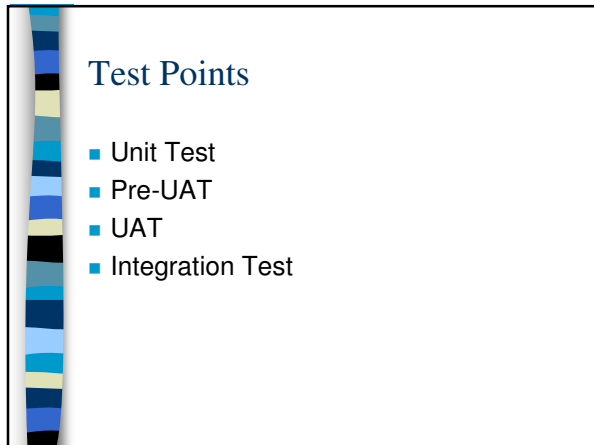 Test Points
■ Unit Test
■ Pre-UAT
■ UAT
■ Integration Test